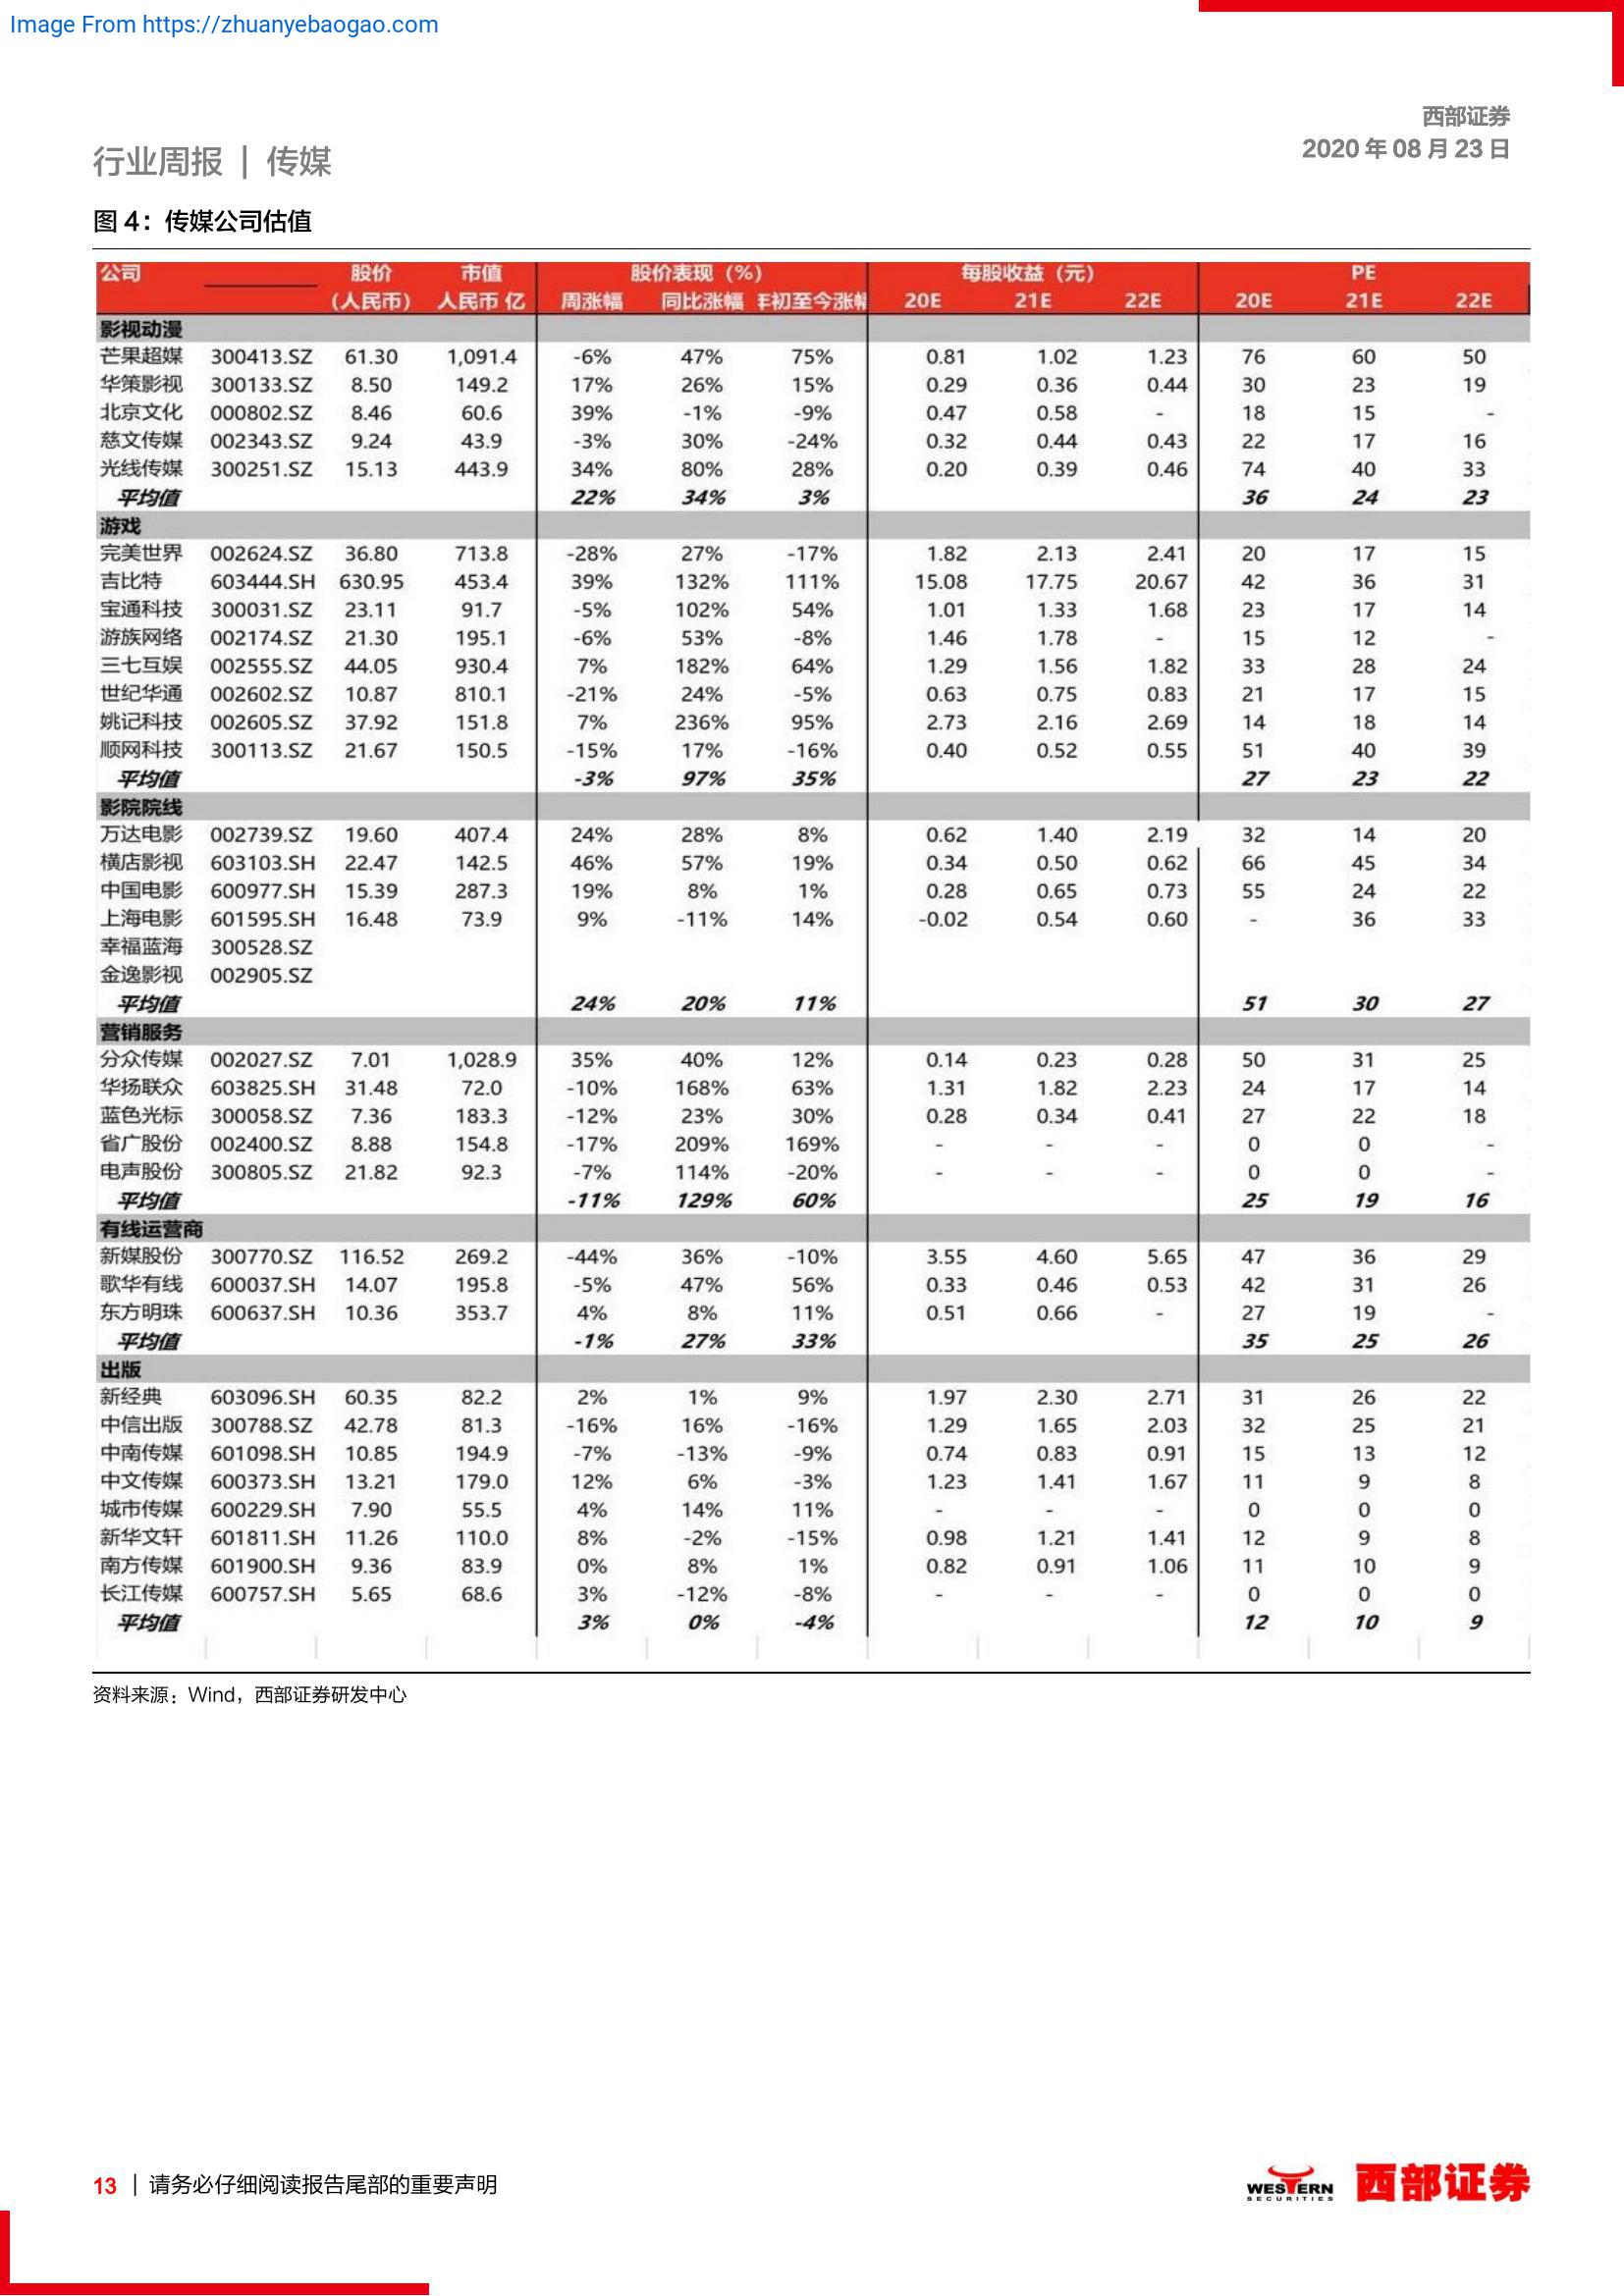 Image From https://zhuanyebaogao.com
西部证券
2020 年 08 月 23 日
行业周报 | 传媒
图 4：传媒公司估值
公司 股价 市值 股价表现（%） 每股收益（元） PE
（人民币） 人民币 亿 周涨幅 同比涨幅 初至今涨幅 20E 21E 22E 20E 21E 22E
影视动漫
芒果超媒 300413.SZ 61.30 1,091.4 -6% 47% 75% 0.81 1.02 1.23 76 60 50
华策影视 300133.SZ 8.50 149.2 17% 26% 15% 0.29 0.36 0.44 30 23 19
北京文化 000802.SZ 8.46 60.6 39% -1% -9% 0.47 0.58 - 18 15 -
慈文传媒 002343.SZ 9.24 43.9 -3% 30% -24% 0.32 0.44 0.43 22 17 16
光线传媒 300251.SZ 15.13 443.9 34% 80% 28% 0.20 0.39 0.46 74 40 33
平均值 22% 34% 3% 36 24 23
游戏
完美世界 002624.SZ 36.80 713.8 -28% 27% -17% 1.82 2.13 2.41 20 17 15
吉比特 603444.SH 630.95 453.4 39% 132% 111% 15.08 17.75 20.67 42 36 31
宝通科技 300031.SZ 23.11 91.7 -5% 102% 54% 1.01 1.33 1.68 23 17 14
游族网络 002174.SZ 21.30 195.1 -6% 53% -8% 1.46 1.78 - 15 12 -
三七互娱 002555.SZ 44.05 930.4 7% 182% 64% 1.29 1.56 1.82 33 28 24
世纪华通 002602.SZ 10.87 810.1 -21% 24% -5% 0.63 0.75 0.83 21 17 15
姚记科技 002605.SZ 37.92 151.8 7% 236% 95% 2.73 2.16 2.69 14 18 14
顺网科技 300113.SZ 21.67 150.5 -15% 17% -16% 0.40 0.52 0.55 51 40 39
平均值 -3% 97% 35% 27 23 22
影院院线
万达电影 002739.SZ 19.60 407.4 24% 28% 8% 0.62 1.40 2.19 32 14 20
横店影视 603103.SH 22.47 142.5 46% 57% 19% 0.34 0.50 0.62 66 45 34
中国电影 600977.SH 15.39 287.3 19% 8% 1% 0.28 0.65 0.73 55 24 22
上海电影 601595.SH 16.48 73.9 9% -11% 14% -0.02 0.54 0.60 - 36 33
幸福蓝海 300528.SZ
金逸影视 002905.SZ
平均值 24% 20% 11% 51 30 27
营销服务
分众传媒 002027.SZ 7.01 1,028.9 35% 40% 12% 0.14 0.23 0.28 50 31 25
华扬联众 603825.SH 31.48 72.0 -10% 168% 63% 1.31 1.82 2.23 24 17 14
蓝色光标 300058.SZ 7.36 183.3 -12% 23% 30% 0.28 0.34 0.41 27 22 18
省广股份 002400.SZ 8.88 154.8 -17% 209% 169% - - - 0 0 -
电声股份 300805.SZ 21.82 92.3 -7% 114% -20% - - - 0 0 -
平均值 -11% 129% 60% 25 19 16
有线运营商
新媒股份 300770.SZ 116.52 269.2 -44% 36% -10% 3.55 4.60 5.65 47 36 29
歌华有线 600037.SH 14.07 195.8 -5% 47% 56% 0.33 0.46 0.53 42 31 26
东方明珠 600637.SH 10.36 353.7 4% 8% 11% 0.51 0.66 - 27 19 -
平均值 -1% 27% 33% 35 25 26
出版
新经典 603096.SH 60.35 82.2 2% 1% 9% 1.97 2.30 2.71 31 26 22
中信出版 300788.SZ 42.78 81.3 -16% 16% -16% 1.29 1.65 2.03 32 25 21
中南传媒 601098.SH 10.85 194.9 -7% -13% -9% 0.74 0.83 0.91 15 13 12
中文传媒 600373.SH 13.21 179.0 12% 6% -3% 1.23 1.41 1.67 11 9 8
城市传媒 600229.SH 7.90 55.5 4% 14% 11% - - - 0 0 0
新华文轩 601811.SH 11.26 110.0 8% -2% -15% 0.98 1.21 1.41 12 9 8
南方传媒 601900.SH 9.36 83.9 0% 8% 1% 0.82 0.91 1.06 11 10 9
长江传媒 600757.SH 5.65 68.6 3% -12% -8% - - - 0 0 0
平均值 3% 0% -4% 12 10 9
资料来源：Wind，西部证券研发中心
13 | 请务必仔细阅读报告尾部的重要声明
WESTERN SECURITIES 西部证券